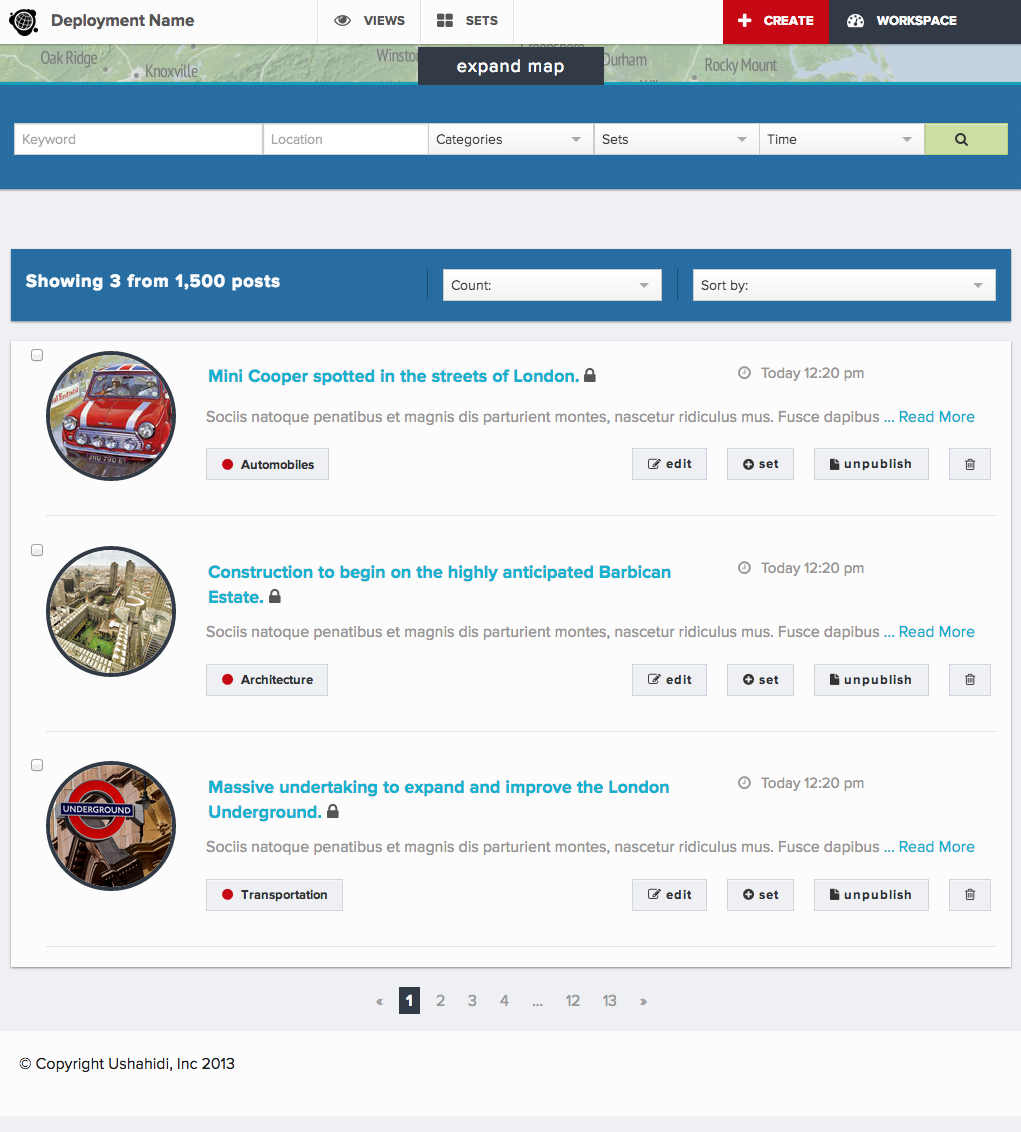 Deployment Name VIEWS SETS CREATE WORKSPACE
Oak Ridge Knoxville Durham Rocky Mount
expand map
Keyword Location Categories Sets Time
Showing 3 from 1,500 posts Count: Sort by:
Mini Cooper spotted in the streets of London. Today 12:20 pm
Sociis natoque penatibus et magnis dis parturient montes, nascetur ridiculus mus. Fusce dapibus ... Read More
Automobiles edit set unpublish
Construction to begin on the highly anticipated Barbican Today 12:20 pm
Estate.
Sociis natoque penatibus et magnis dis parturient montes, nascetur ridiculus mus. Fusce dapibus ... Read More
Architecture edit set unpublish
Massive undertaking to expand and improve the London Today 12:20 pm
Underground.
UNDERGROUND
Sociis natoque penatibus et magnis dis parturient montes, nascetur ridiculus mus. Fusce dapibus ... Read More
Transportation edit set unpublish
« 1 2 3 4 ... 12 13 »
© Copyright Ushahidi, Inc 2013